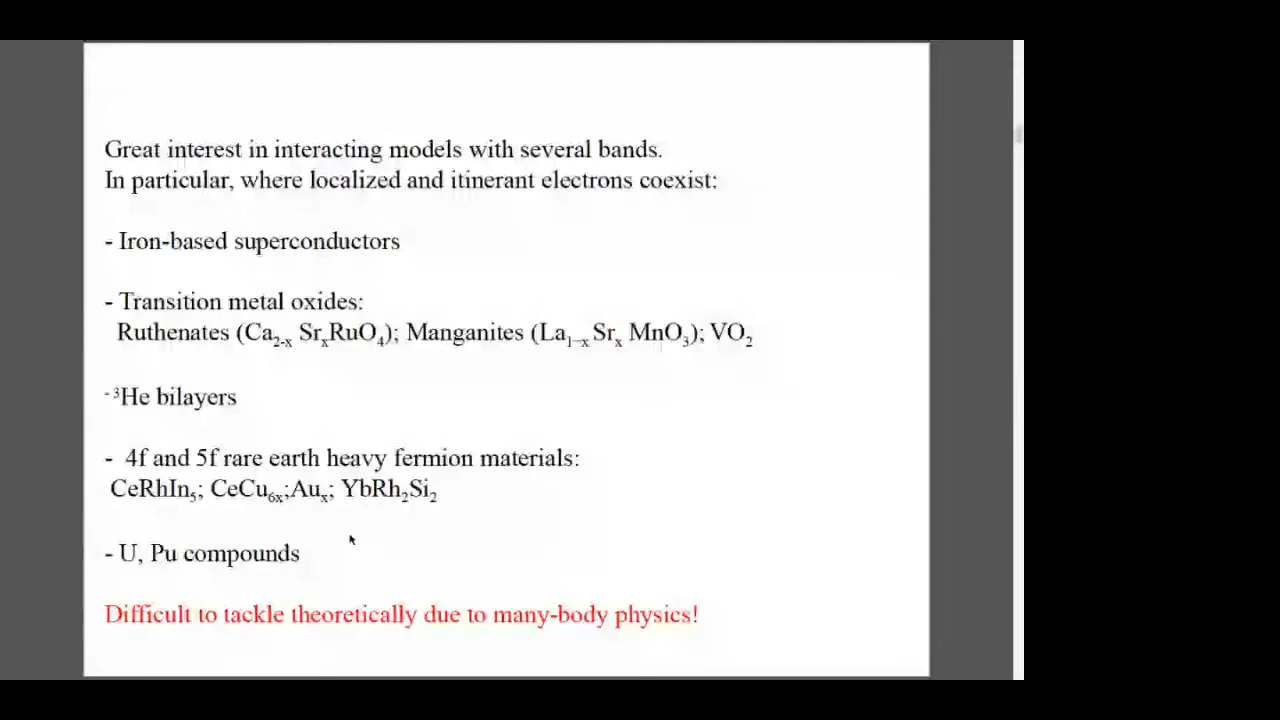 Great interest in interacting models with several bands.
In particular, where localized and itinerant electrons coexist:
- Iron-based superconductors
- Transition metal oxides:
Ruthenates (Ca₂₋ₓ SrₓRuO₄); Manganites (La₁₋ₓ Srₓ MnO₃); VO₂
- ³He bilayers
- 4f and 5f rare earth heavy fermion materials:
CeRhIn₅; CeCu₆ₓ;Auₓ; YbRh₂Si₂
- U, Pu compounds
Difficult to tackle theoretically due to many-body physics!